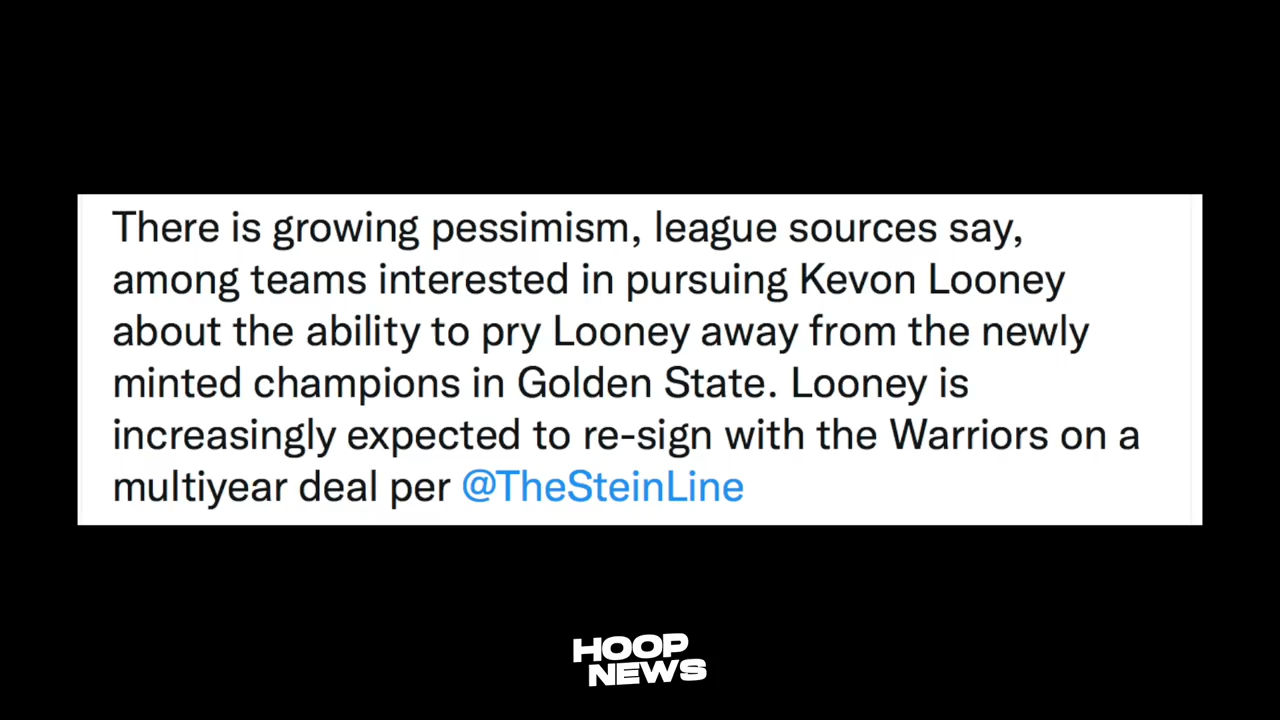 There is growing pessimism, league sources say,
among teams interested in pursuing Kevon Looney
about the ability to pry Looney away from the newly
minted champions in Golden State. Looney is
increasingly expected to re-sign with the Warriors on a
multiyear deal per @TheSteinLine
HOOP
NEWS